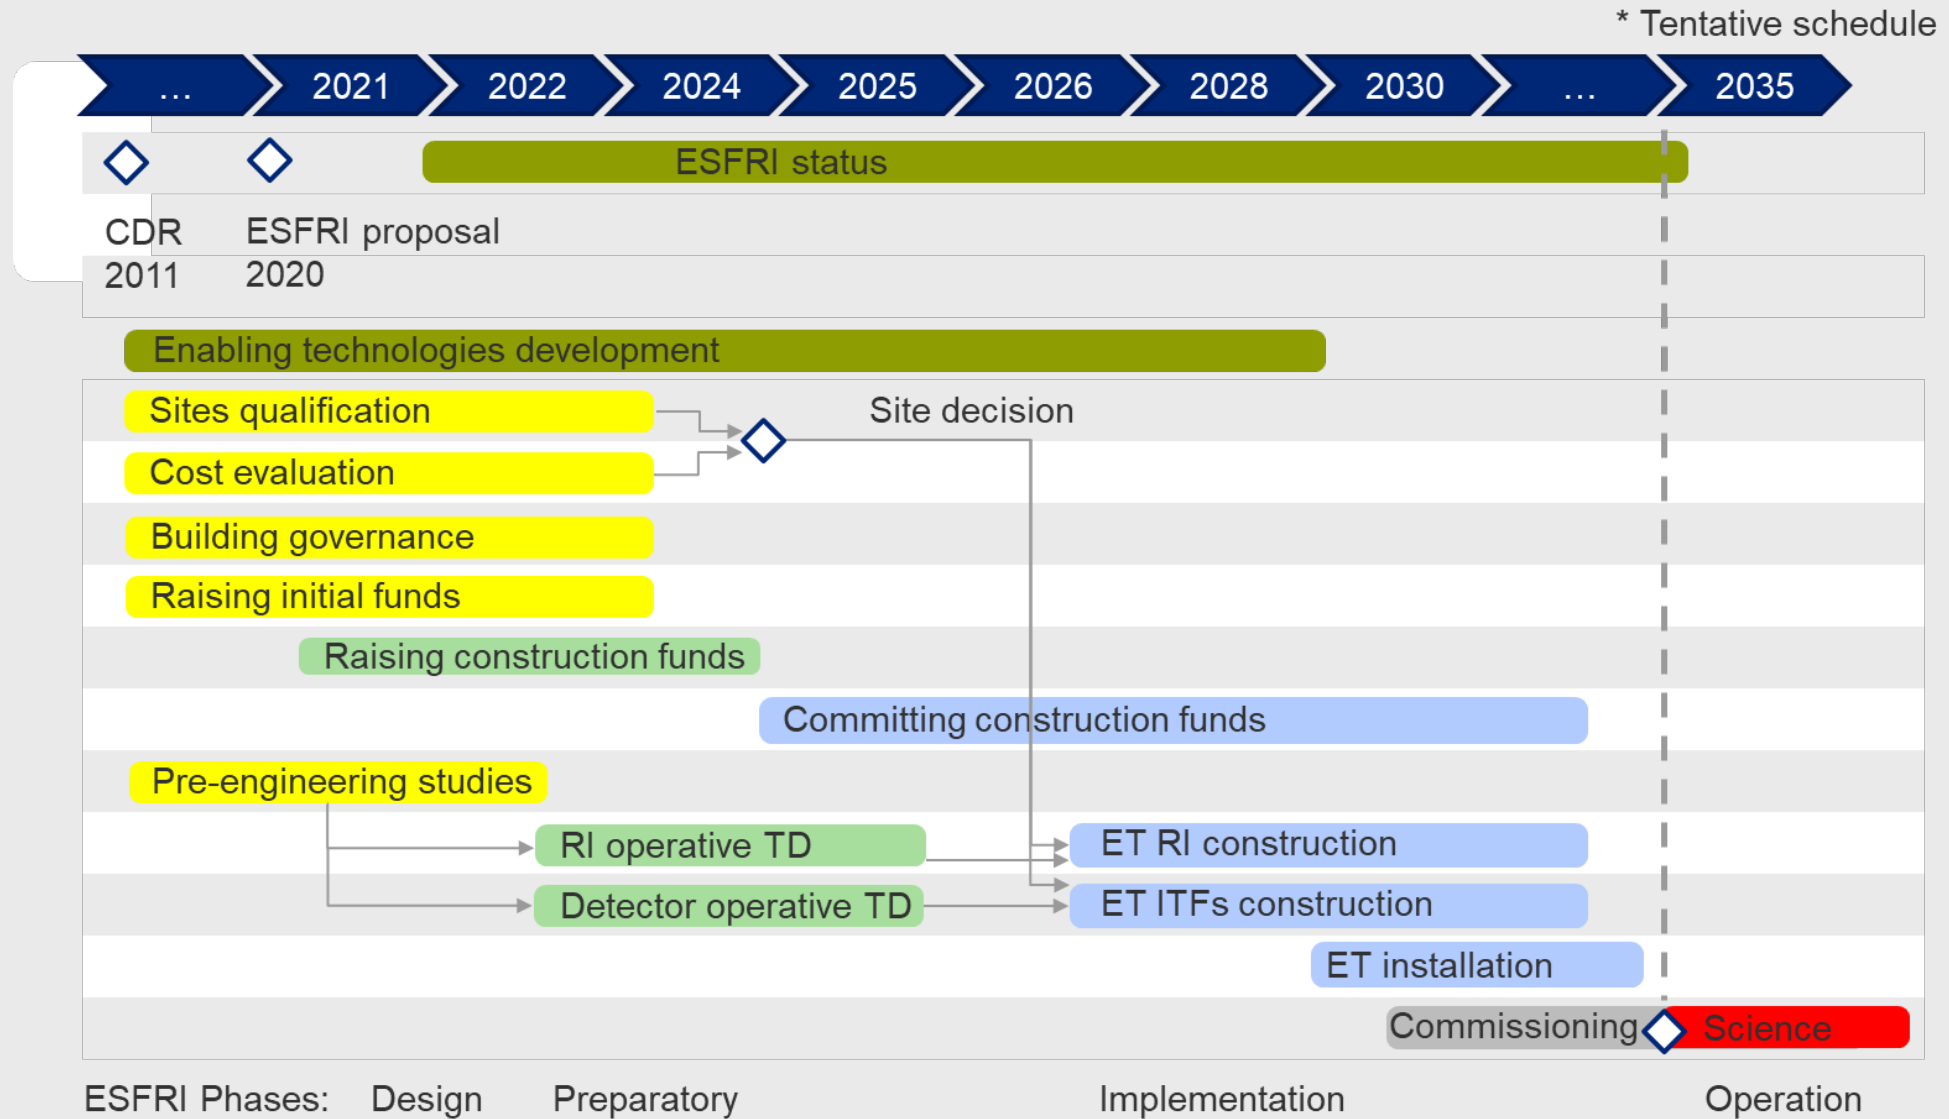 * Tentative schedule
... 2021 2022 2024 2025 2026 2028 2030 ... 2035
ESFRI status
CDR
2011
ESFRI proposal
2020
Enabling technologies development
Sites qualification
Site decision
Cost evaluation
Building governance
Raising initial funds
Raising construction funds
Committing construction funds
Pre-engineering studies
RI operative TD
ET RI construction
Detector operative TD
ET ITFs construction
ET installation
Commissioning
Science
ESFRI Phases: Design Preparatory Implementation Operation